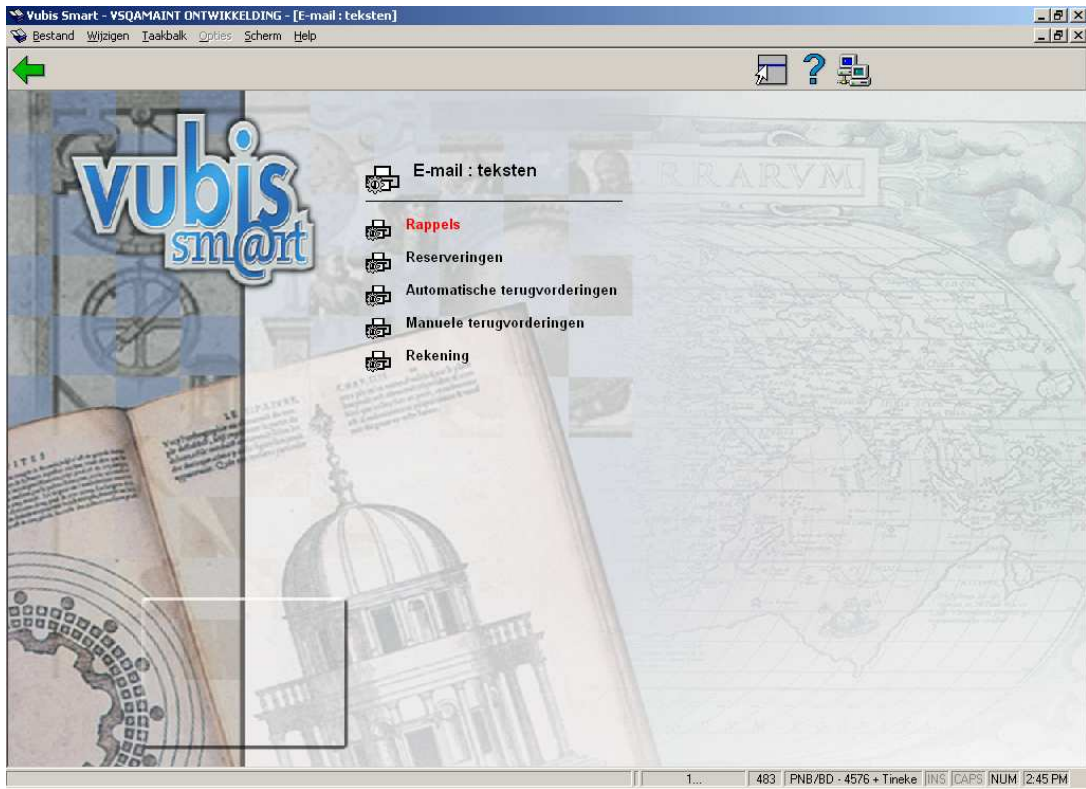 Vubis Smart - VSQAMAINT ONTWIKKELDING - [E-mail : teksten]
Bestand Wijzigen Taakbalk Opties Scherm Help
vubis
sm@rt
E-mail : teksten
Rappels
Reserveringen
Automatische terugvorderingen
Manuele terugvorderingen
Rekening
1... 483 PNB/BD - 4576 + Tineke INS CAPS NUM 2:45 PM